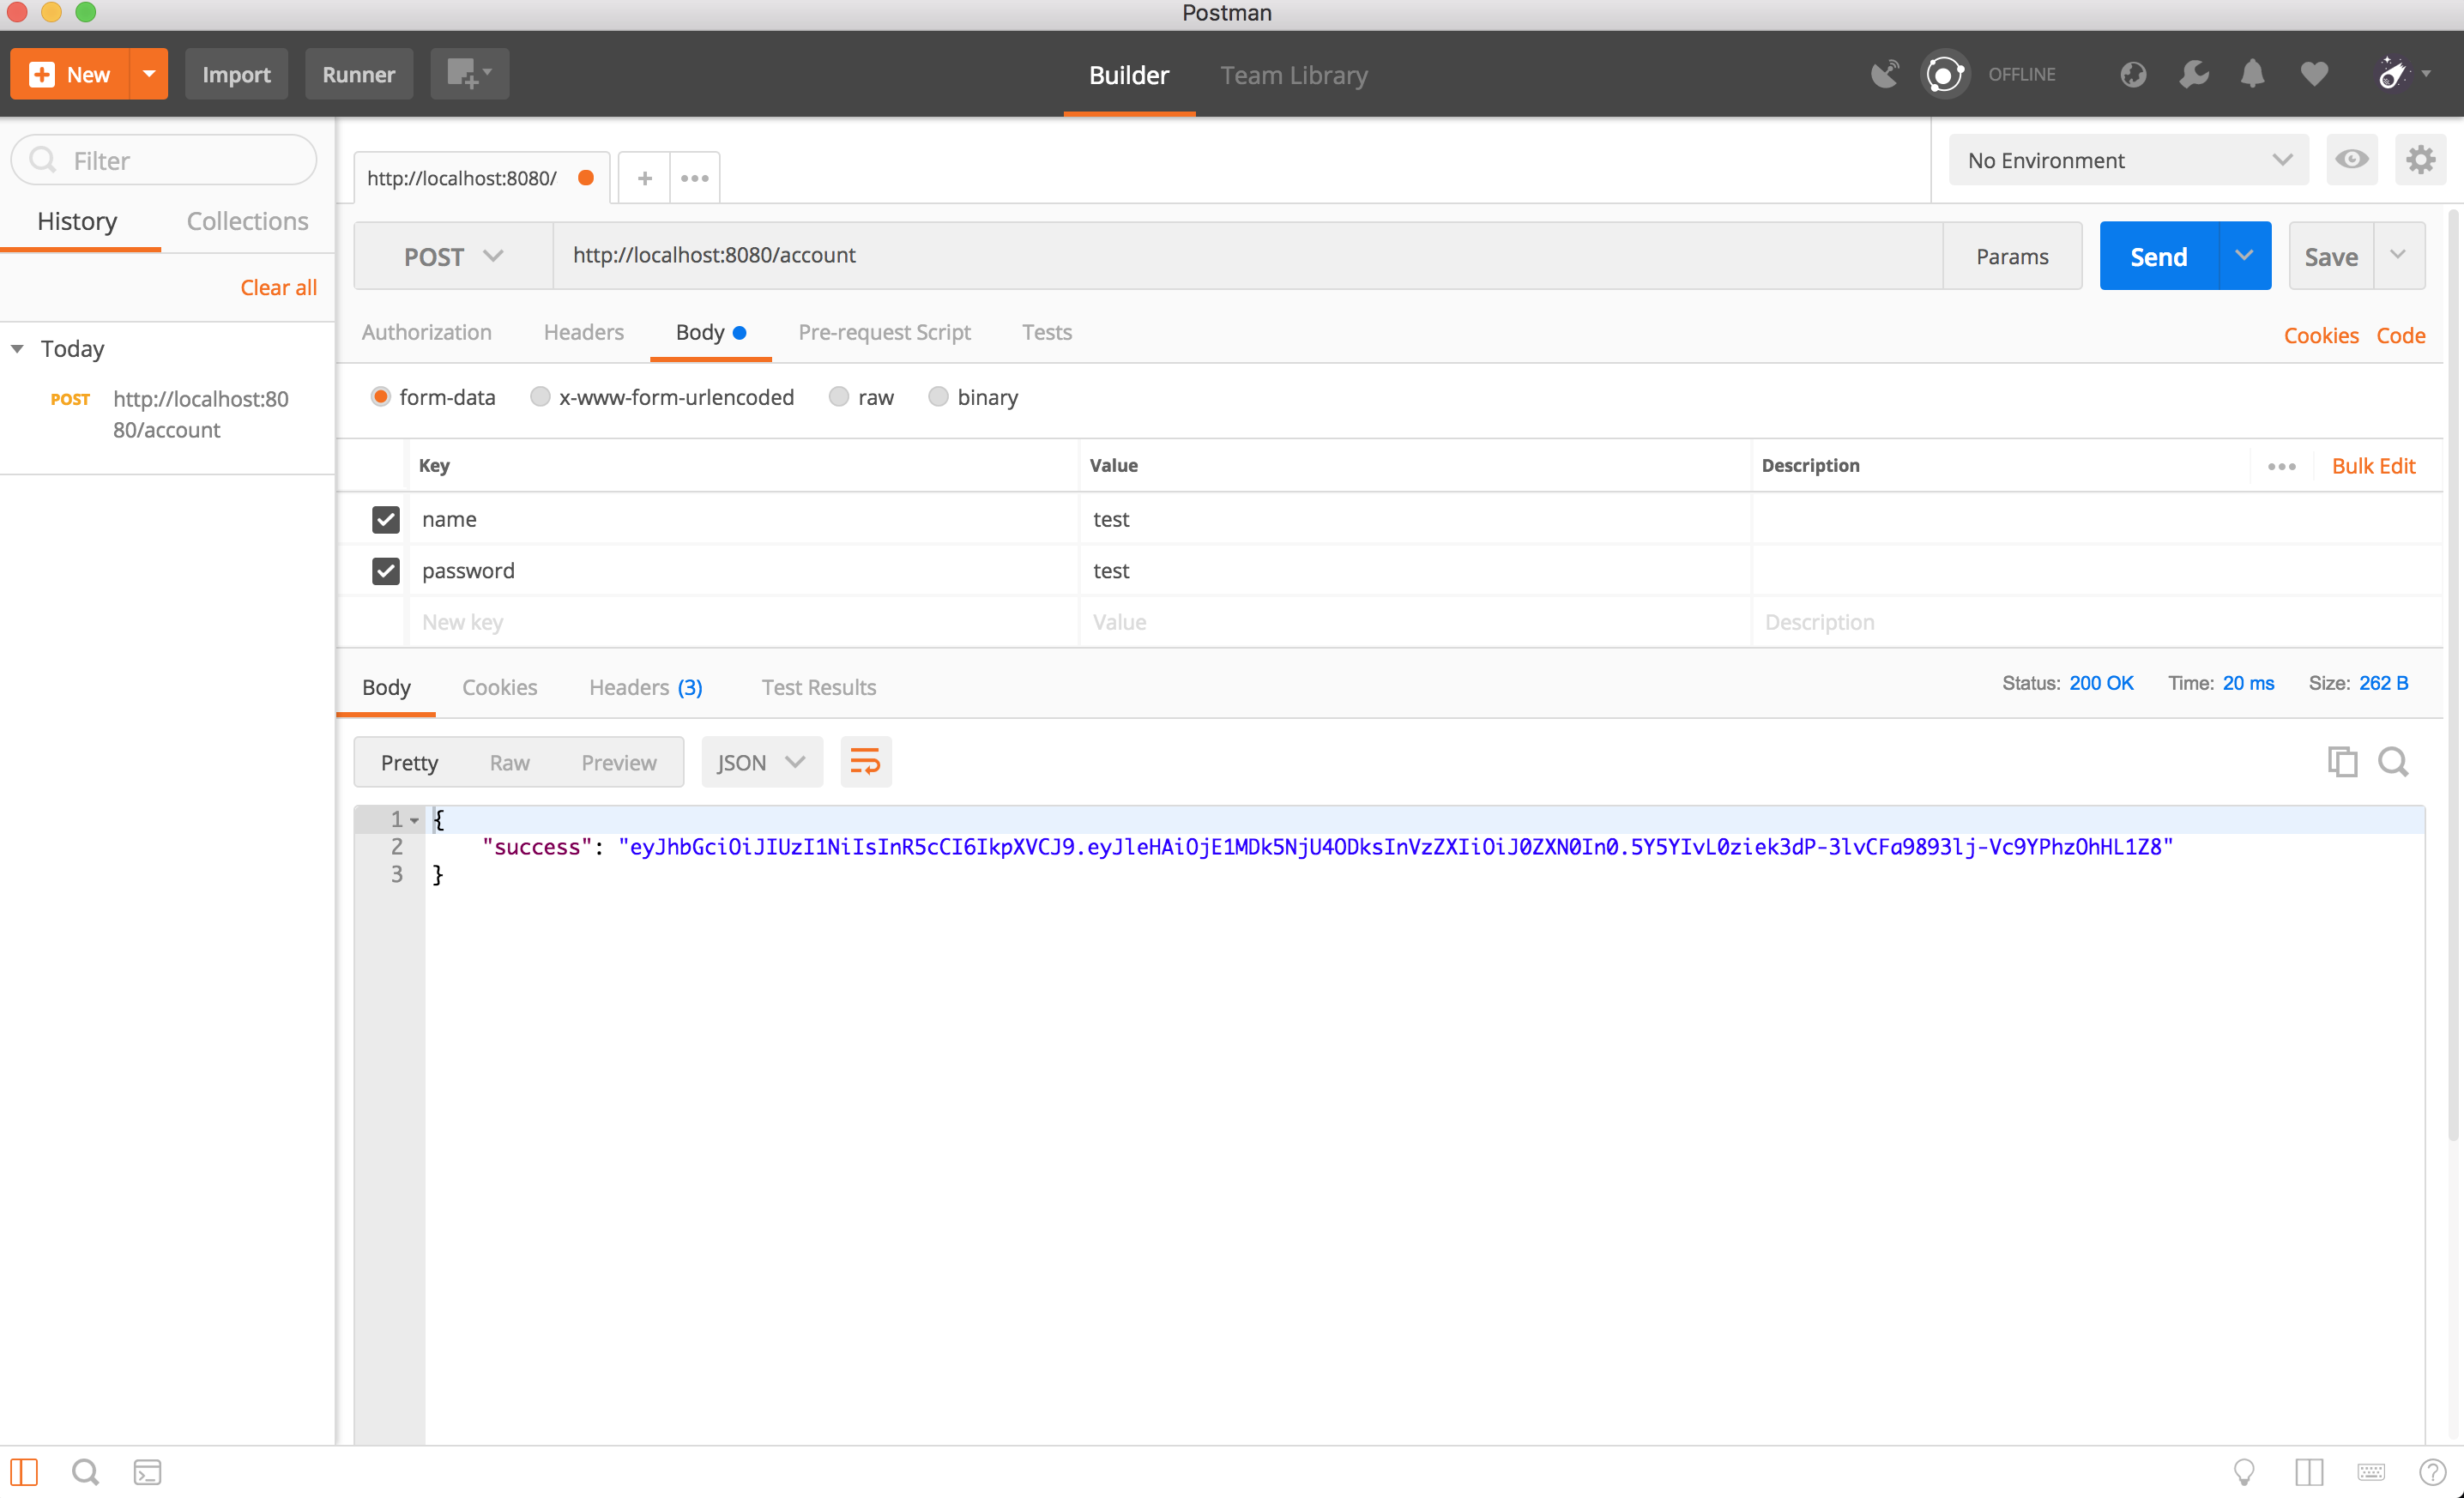 Postman
New
Import
Runner
Builder
Team Library
OFFLINE
Filter
History
Collections
Clear all
Today
POST
http://localhost:80
80/account
http://localhost:8080/
No Environment
POST
http://localhost:8080/account
Params
Send
Save
Authorization
Headers
Body
Pre-request Script
Tests
Cookies
Code
form-data
x-www-form-urlencoded
raw
binary
Key
Value
Description
Bulk Edit
name
test
password
test
New key
Value
Description
Body
Cookies
Headers (3)
Test Results
Status: 200 OK
Time: 20 ms
Size: 262 B
Pretty
Raw
Preview
JSON
1 {
2 "success": "eyJhbGciOiJIUzI1NiIsInR5cCI6IkpXVCJ9.eyJleHAiOjE1MDk5NjU4ODksInVzZXIiOiJ0ZXN0In0.5Y5YIvL0ziek3dP-3lvCFa9893lj-Vc9YPhzOhHL1Z8"
3 }